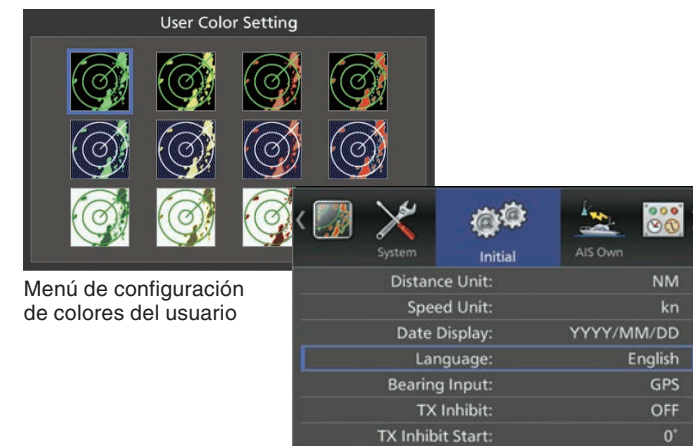 User Color Setting
Menú de configuración
de colores del usuario
System
Initial
AIS Own
Distance Unit: NM
Speed Unit: kn
Date Display: YYYY/MM/DD
Language: English
Bearing Input: GPS
TX Inhibit: OFF
TX Inhibit Start: 0°